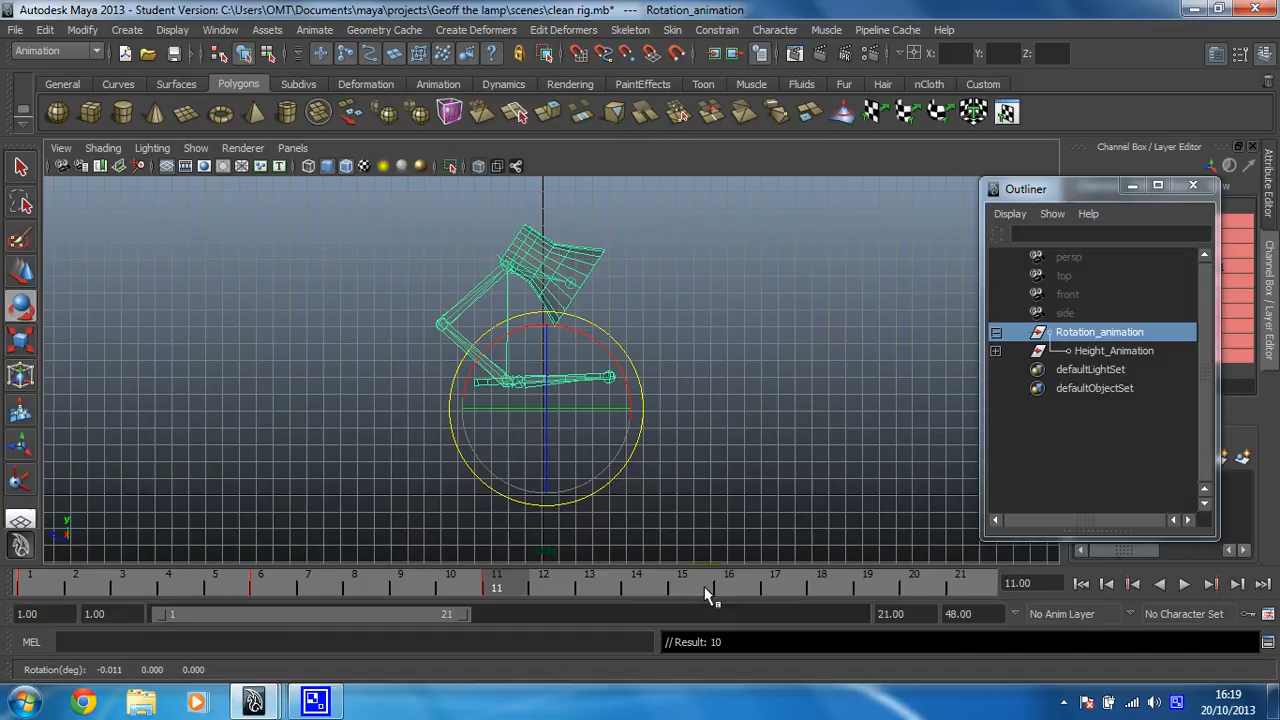 Autodesk Maya 2013 - Student Version: C:\Users\OMT\Documents\maya\projects\Geoff the lamp\scenes\clean rig.mb* --- Rotation_animation
File Edit Modify Create Display Window Assets Animate Geometry Cache Create Deformers Edit Deformers Skeleton Skin Constrain Character Muscle Pipeline Cache Help
Animation X: Y: Z:
General Curves Surfaces Polygons Subdivs Deformation Animation Dynamics Rendering PaintEffects Toon Muscle Fluids Fur Hair nCloth Custom
View Shading Lighting Show Renderer Panels
Channel Box / Layer Editor
Attribute Editor
Channel Box / Layer Editor
Outliner
Display Show Help
persp
top
front
side
Rotation_animation
Height_Animation
defaultLightSet
defaultObjectSet
y
x
1 2 3 4 5 6 7 8 9 10 11 12 13 14 15 16 17 18 19 20 21
11
11.00
1.00 1.00 1 21 21.00 48.00 No Anim Layer No Character Set
MEL // Result: 10
Rotation(deg): -0.011 0.000 0.000
16:19
20/10/2013